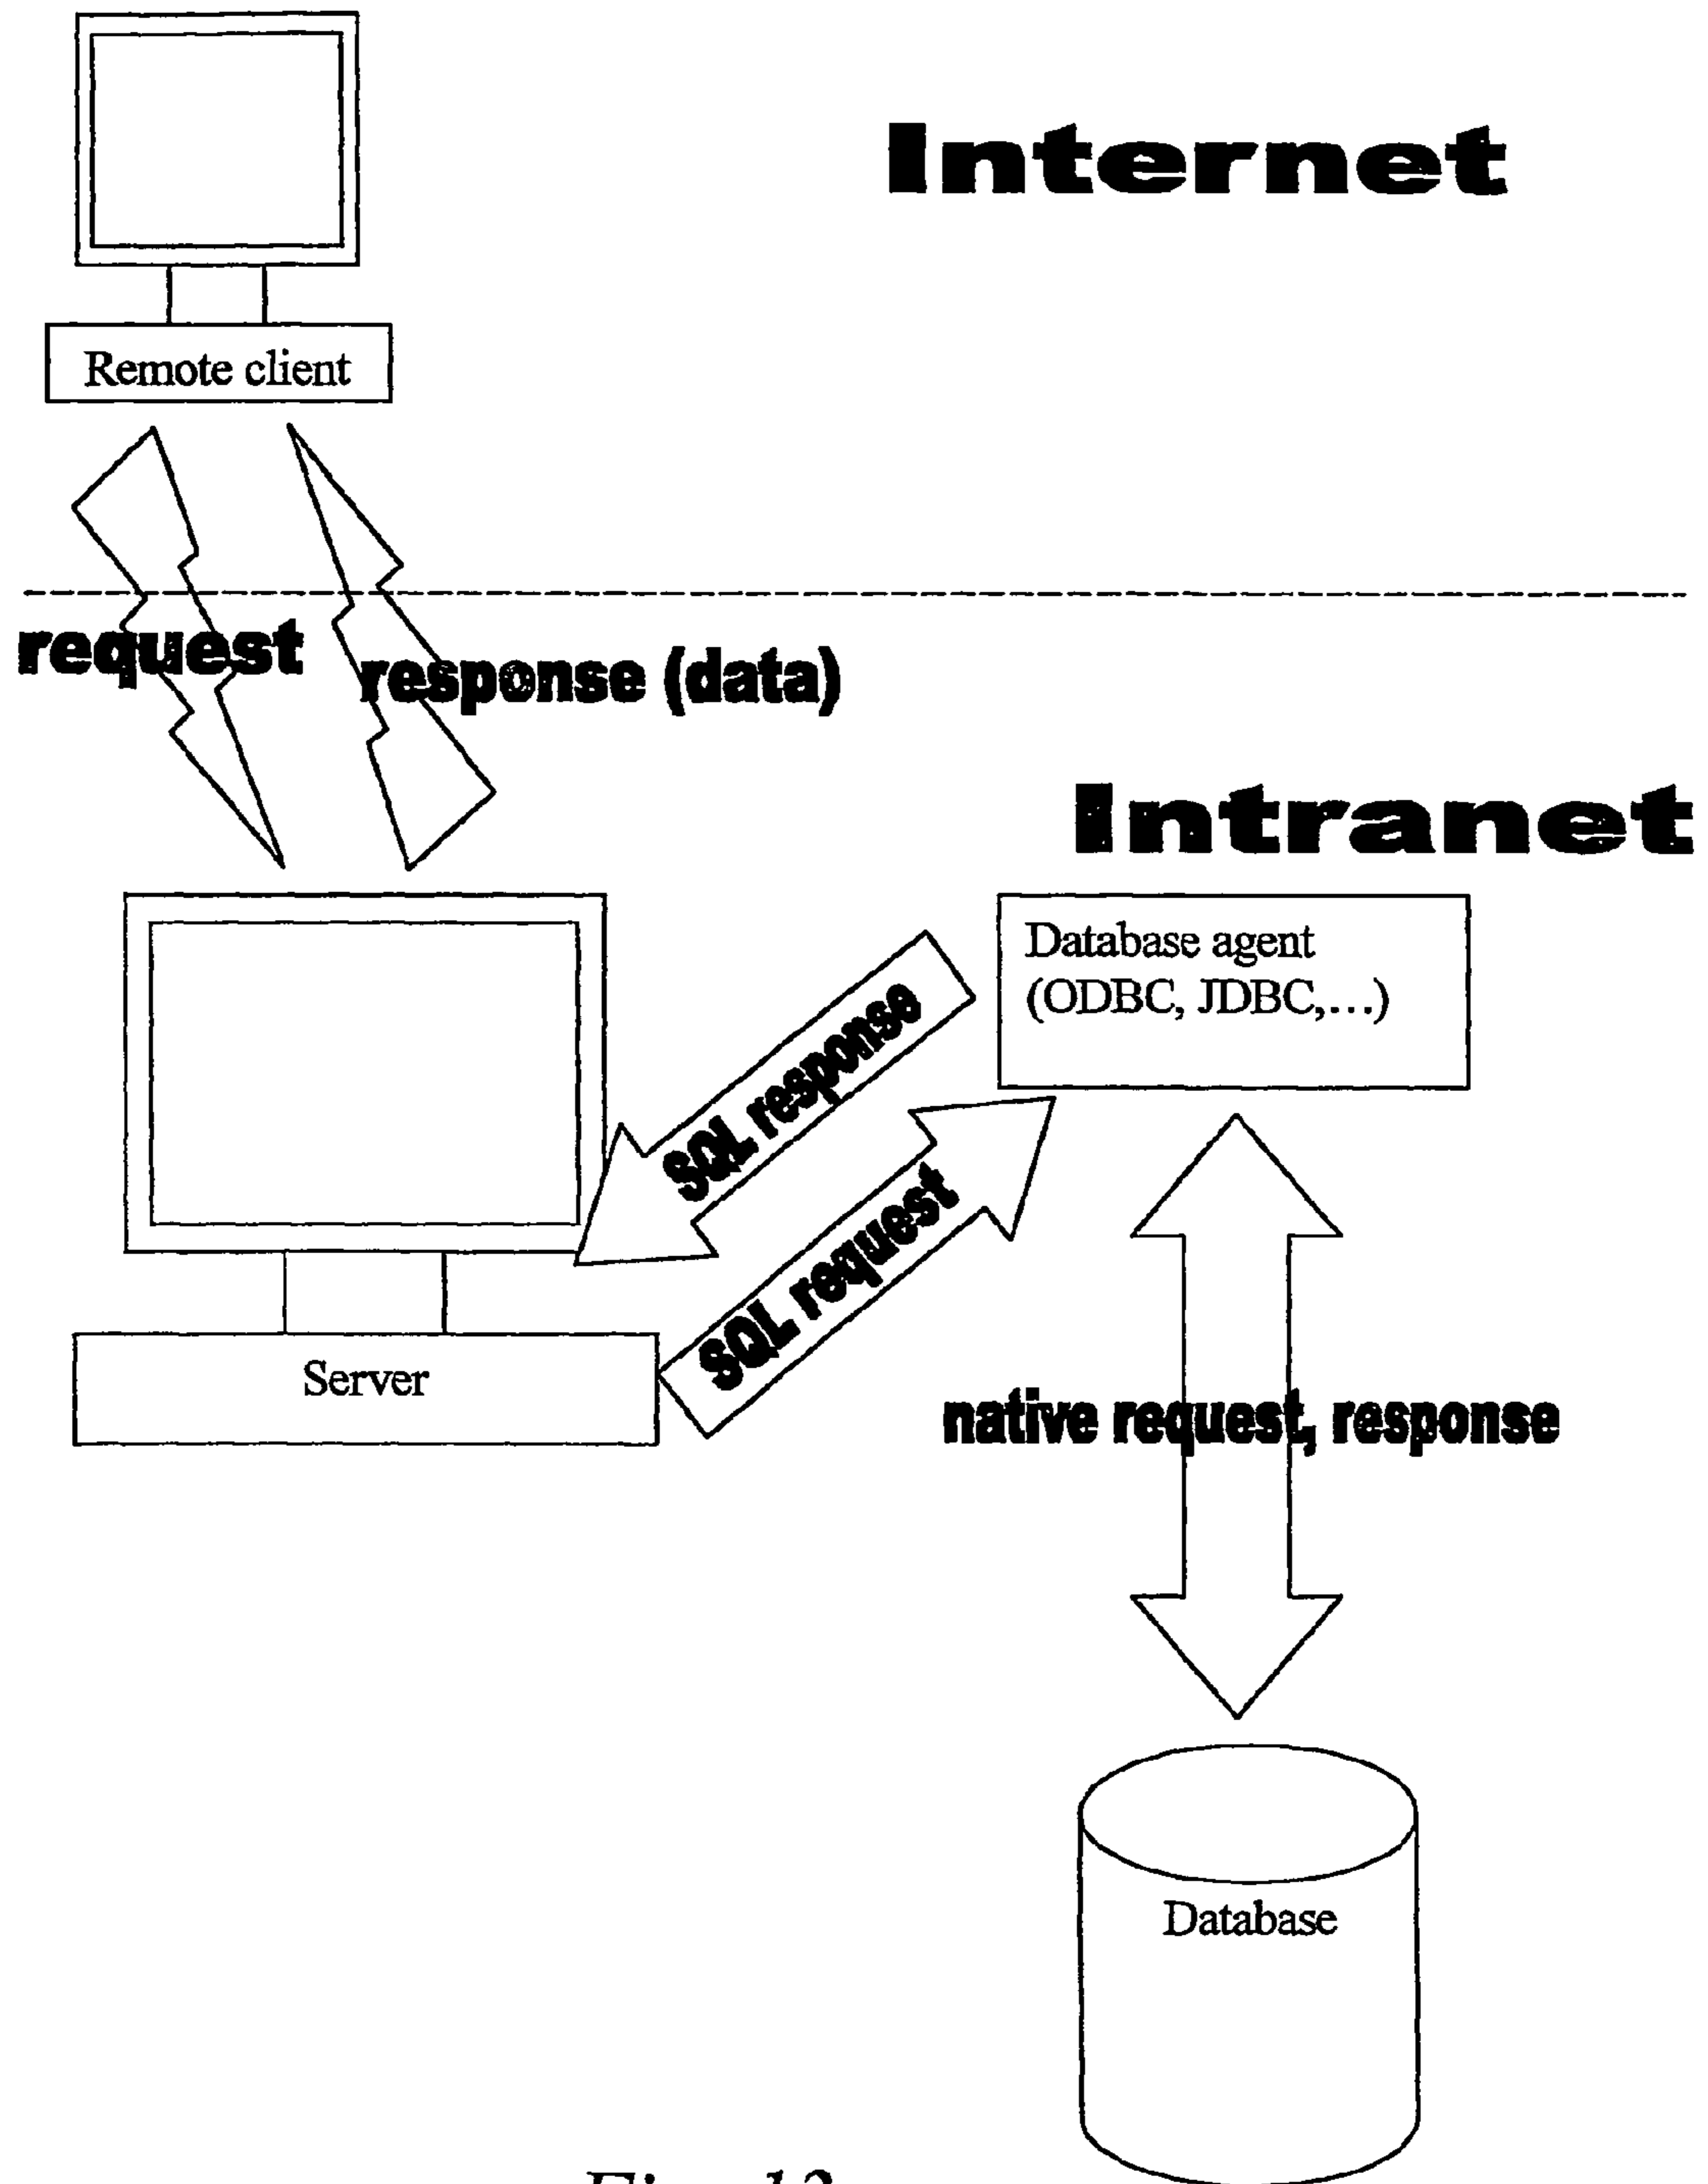 Internet
Remote client
request
response (data)
Intranet
Database agent
(ODBC, JDBC,...)
SQL response
SQL request
Server
native request, response
Database